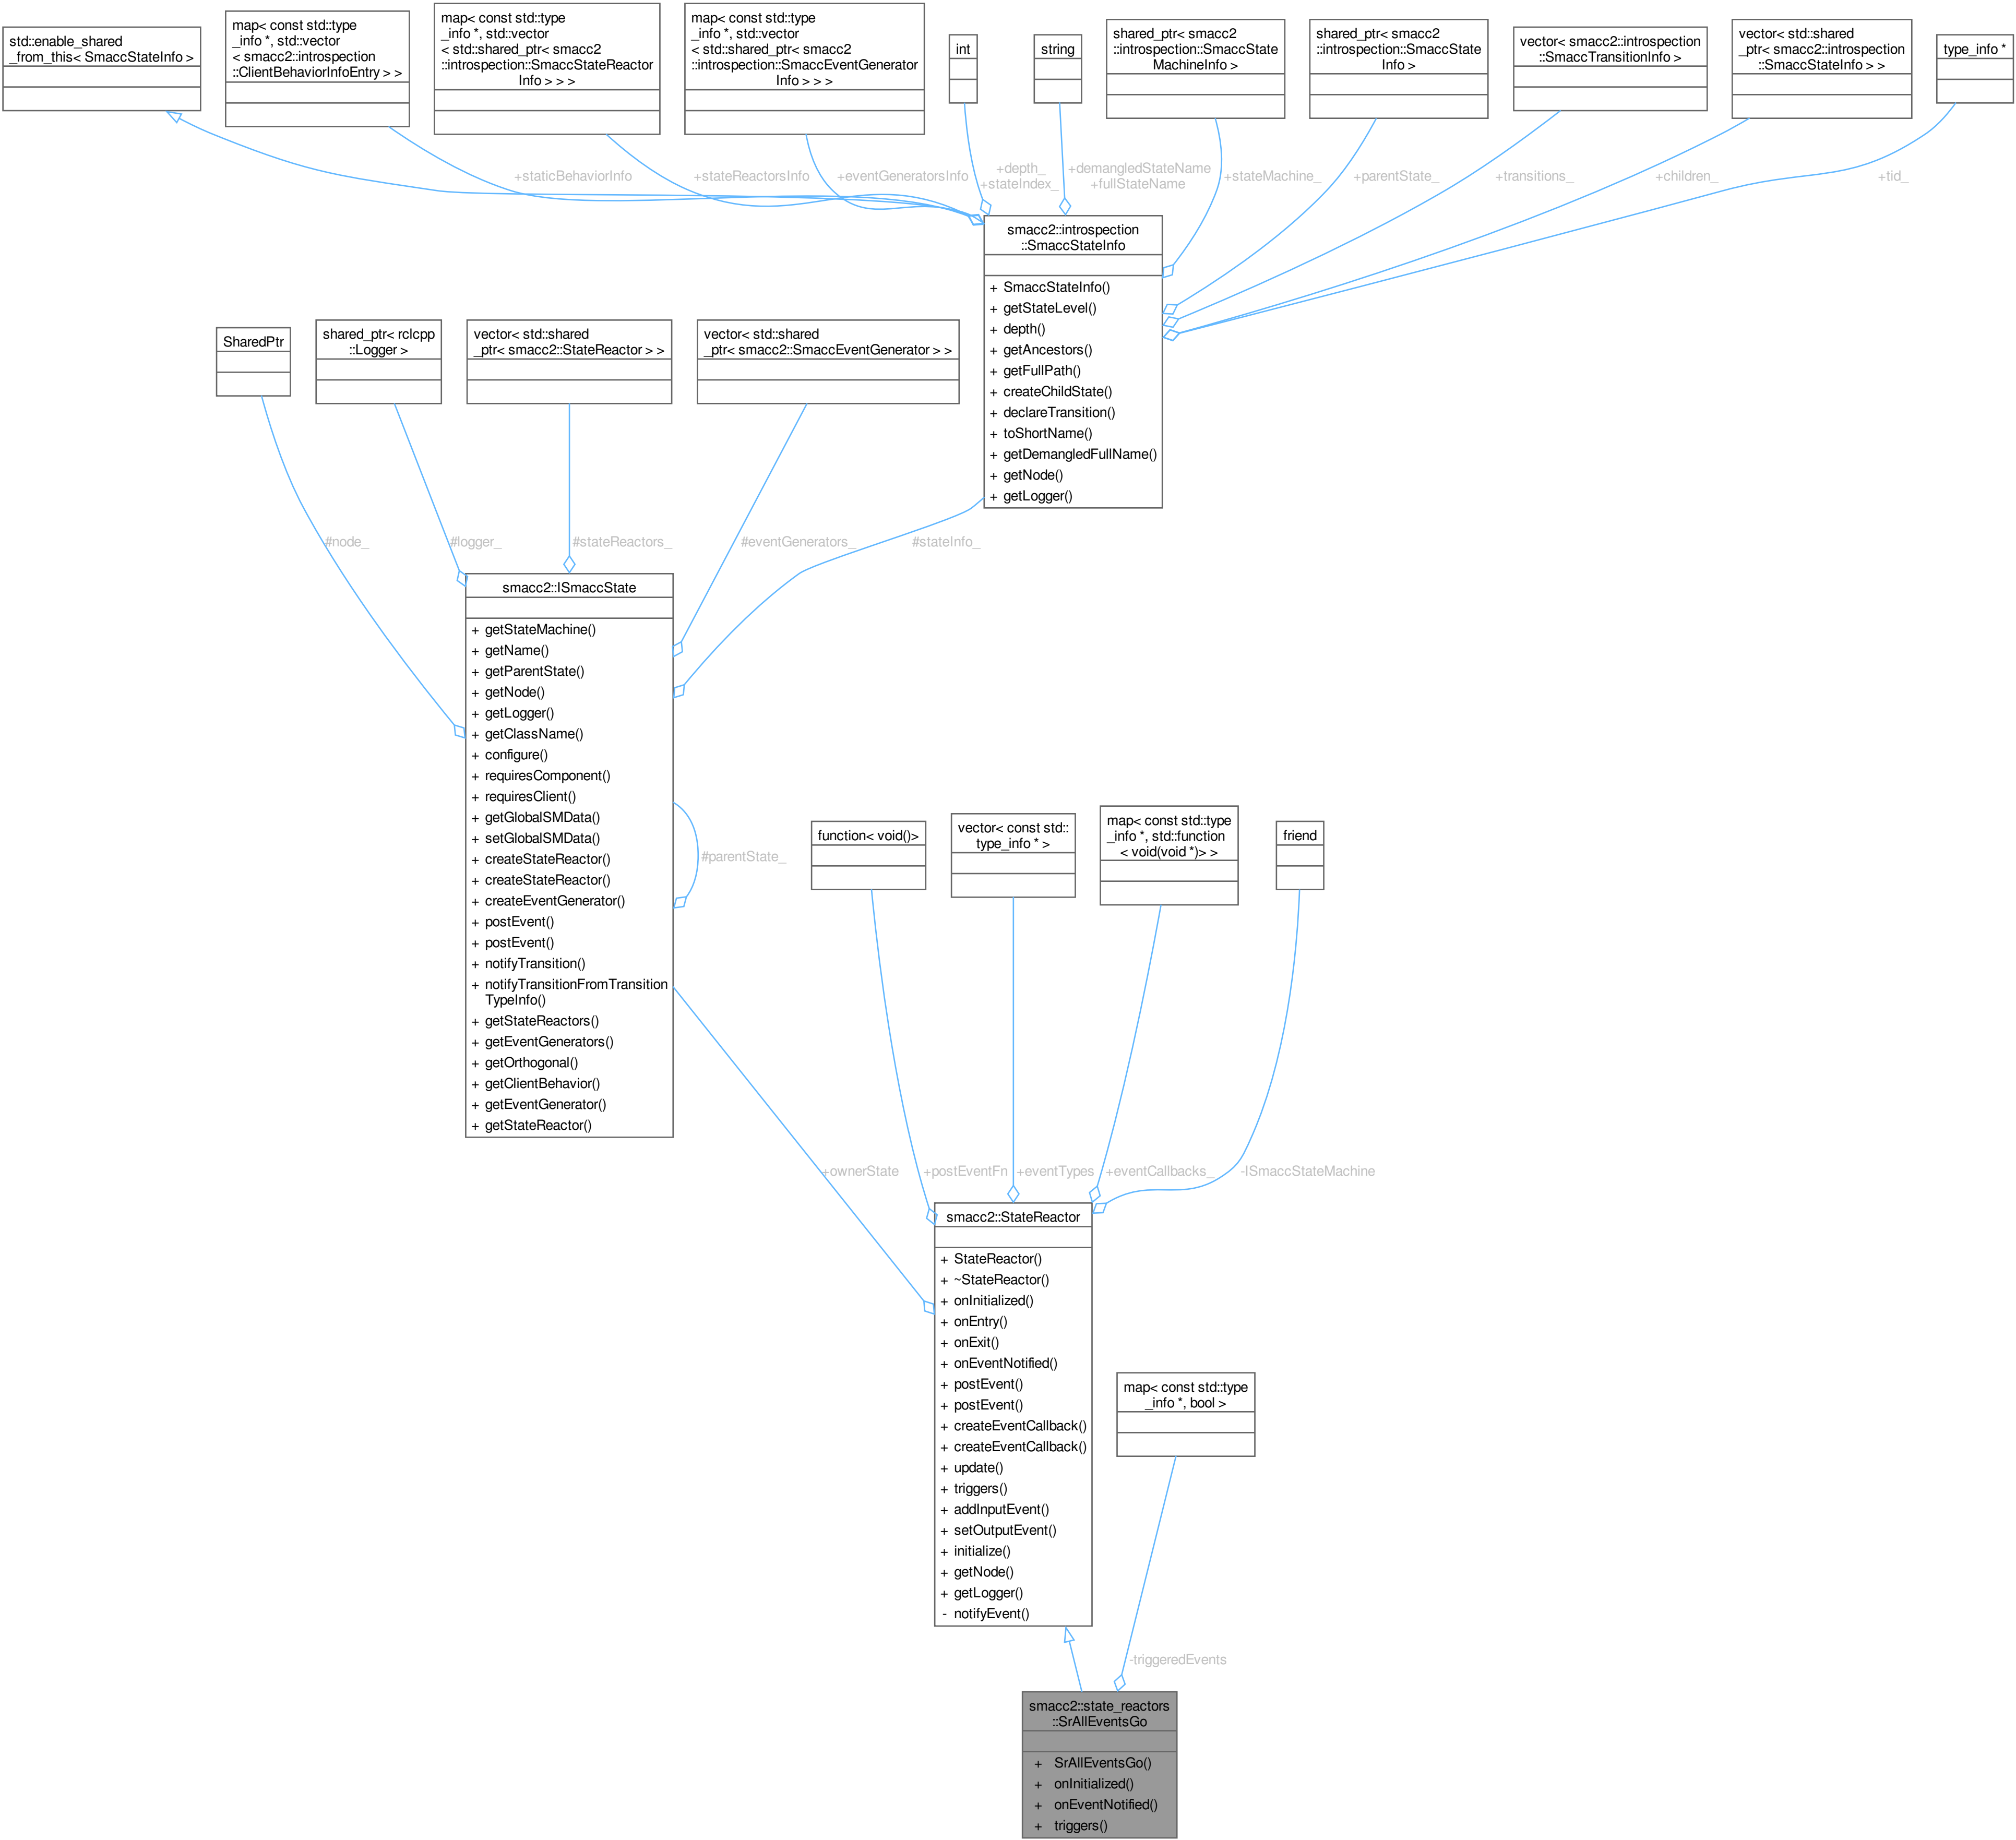 std::enable_shared
_from_this< SmaccStateInfo >
map< const std::type
_info *, std::vector
< smacc2::introspection
::ClientBehaviorInfoEntry > >
map< const std::type
_info *, std::vector
< std::shared_ptr< smacc2
::introspection::SmaccStateReactor
Info > > >
map< const std::type
_info *, std::vector
< std::shared_ptr< smacc2
::introspection::SmaccEventGenerator
Info > > >
int
string
shared_ptr< smacc2
::introspection::SmaccState
MachineInfo >
shared_ptr< smacc2
::introspection::SmaccState
Info >
vector< smacc2::introspection
::SmaccTransitionInfo >
vector< std::shared
_ptr< smacc2::introspection
::SmaccStateInfo > >
type_info *
+staticBehaviorInfo
+stateReactorsInfo
+eventGeneratorsInfo
+depth_
+stateIndex_
+demangledStateName
+fullStateName
+stateMachine_
+parentState_
+transitions_
+children_
+tid_
smacc2::introspection
::SmaccStateInfo
+ SmaccStateInfo()
+ getStateLevel()
+ depth()
+ getAncestors()
+ getFullPath()
+ createChildState()
+ declareTransition()
+ toShortName()
+ getDemangledFullName()
+ getNode()
+ getLogger()
SharedPtr
shared_ptr< rclcpp
::Logger >
vector< std::shared
_ptr< smacc2::StateReactor > >
vector< std::shared
_ptr< smacc2::SmaccEventGenerator > >
#node_
#logger_
#stateReactors_
#eventGenerators_
#stateInfo_
smacc2::ISmaccState
+ getStateMachine()
+ getName()
+ getParentState()
+ getNode()
+ getLogger()
+ getClassName()
+ configure()
+ requiresComponent()
+ requiresClient()
+ getGlobalSMData()
+ setGlobalSMData()
+ createStateReactor()
+ createStateReactor()
+ createEventGenerator()
+ postEvent()
+ postEvent()
+ notifyTransition()
+ notifyTransitionFromTransition
TypeInfo()
+ getStateReactors()
+ getEventGenerators()
+ getOrthogonal()
+ getClientBehavior()
+ getEventGenerator()
+ getStateReactor()
#parentState_
function< void()>
vector< const std::
type_info * >
map< const std::type
_info *, std::function
< void(void *)> >
friend
+ownerState
+postEventFn
+eventTypes
+eventCallbacks_
-ISmaccStateMachine
smacc2::StateReactor
+ StateReactor()
+ ~StateReactor()
+ onInitialized()
+ onEntry()
+ onExit()
+ onEventNotified()
+ postEvent()
+ postEvent()
+ createEventCallback()
+ createEventCallback()
+ update()
+ triggers()
+ addInputEvent()
+ setOutputEvent()
+ initialize()
+ getNode()
+ getLogger()
- notifyEvent()
map< const std::type
_info *, bool >
-triggeredEvents
smacc2::state_reactors
::SrAllEventsGo
+ SrAllEventsGo()
+ onInitialized()
+ onEventNotified()
+ triggers()